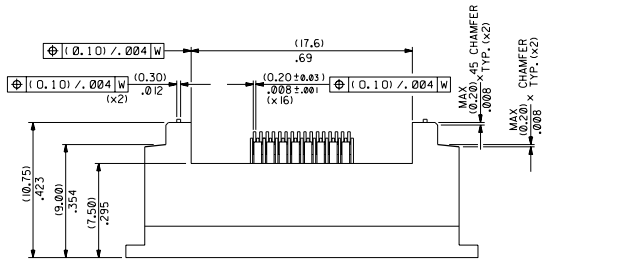 (17.6)
.69
⌖ (0.10)/.004 W
⌖ (0.10)/.004 W
(x2)
(0.30)
.012
(0.20±0.03)
.008±.001
(x16)
⌖ (0.10)/.004 W
MAX
(0.20) x 45 CHAMFER
.008 TYP. (x2)
MAX
(0.20) x CHAMFER
.008 TYP. (x2)
(10.75)
.423
(9.00)
.354
(7.50)
.295